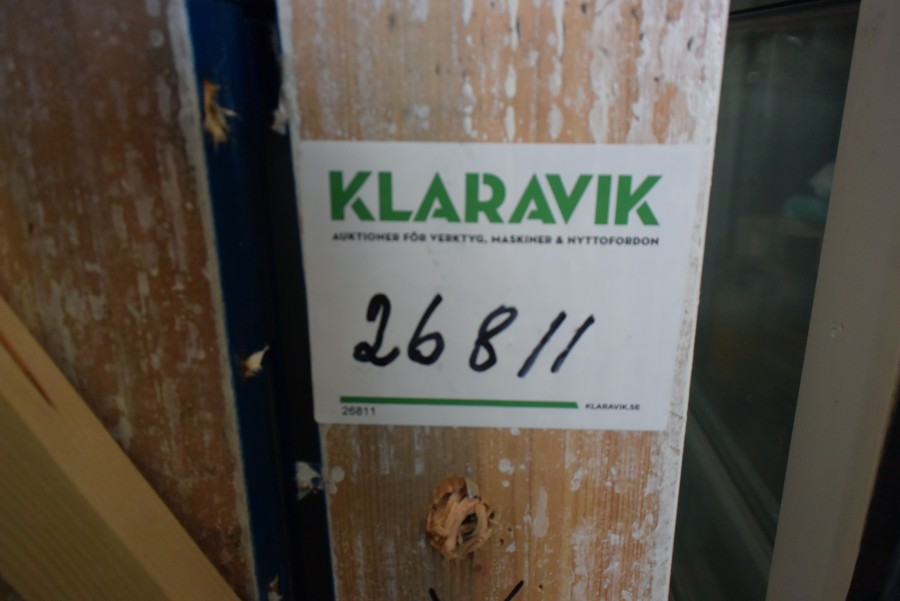 KLARAVIK
AUKTIONER FÖR VERKTYG, MASKINER & NYTTOFORDON
26811
26811
KLARAVIK.SE